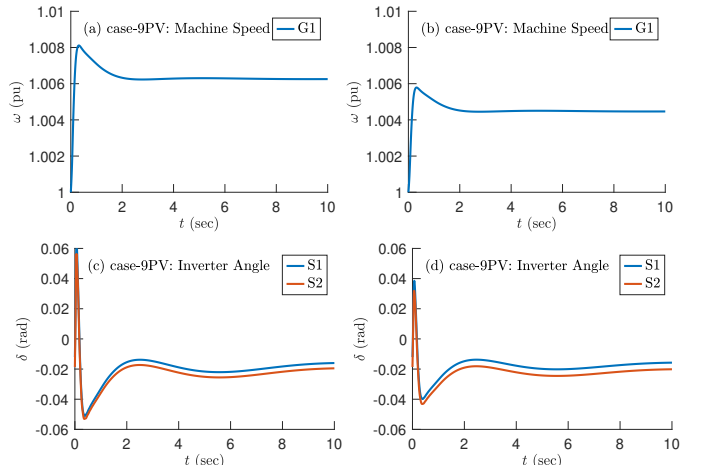 1.01
1.008
1.006
1.004
1.002
1
(a) case-9PV: Machine Speed
G1
ω (pu)
0 2 4 6 8 10
t (sec)
1.01
1.008
1.006
1.004
1.002
1
(b) case-9PV: Machine Speed
G1
ω (pu)
0 2 4 6 8 10
t (sec)
0.06
0.04
0.02
0
-0.02
-0.04
-0.06
(c) case-9PV: Inverter Angle
S1
S2
δ (rad)
0 2 4 6 8 10
t (sec)
0.06
0.04
0.02
0
-0.02
-0.04
-0.06
(d) case-9PV: Inverter Angle
S1
S2
δ (rad)
0 2 4 6 8 10
t (sec)